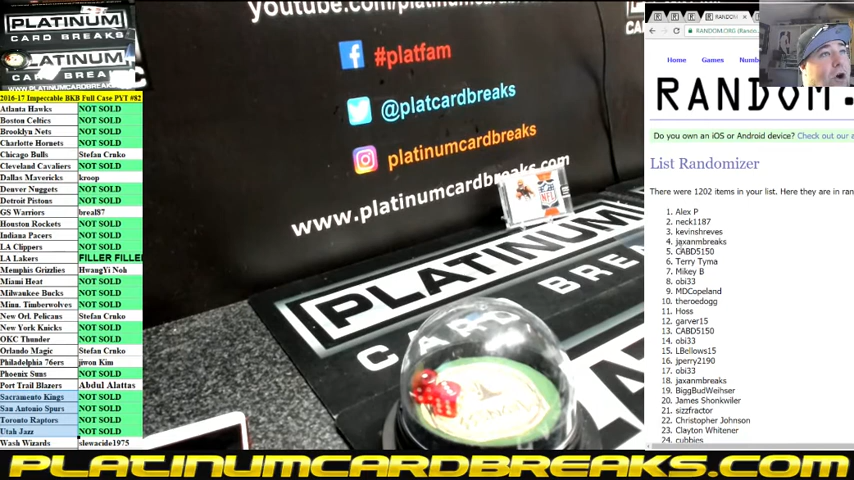 PLATINUM
CARD BREAKS
PLATINUM
CARD BREAKS
WWW.PLATINUMBREAKS
2016-17 Impeccable BKB Full Case PYT #82
Atlanta Hawks NOT SOLD
Boston Celtics NOT SOLD
Brooklyn Nets NOT SOLD
Charlotte Hornets NOT SOLD
Chicago Bulls Stefan Crnko
Cleveland Cavaliers NOT SOLD
Dallas Mavericks kroop
Denver Nuggets NOT SOLD
Detroit Pistons NOT SOLD
GS Warriors breal87
Houston Rockets NOT SOLD
Indiana Pacers NOT SOLD
LA Clippers NOT SOLD
LA Lakers FILLER FILLER
Memphis Grizzlies HwangYi Noh
Miami Heat NOT SOLD
Milwaukee Bucks NOT SOLD
Minn. Timberwolves NOT SOLD
New Orl. Pelicans Stefan Crnko
New York Knicks NOT SOLD
OKC Thunder NOT SOLD
Orlando Magic Stefan Crnko
Philadelphia 76ers jiwon Kim
Phoenix Suns NOT SOLD
Port Trail Blazers Abdul Alattas
Sacramento Kings NOT SOLD
San Antonio Spurs NOT SOLD
Toronto Raptors NOT SOLD
Utah Jazz NOT SOLD
Wash Wizards slewacide1975
youtube.com/platinumcardbreaks
#platfam
@platcardbreaks
platinumcardbreaks
www.platinumcardbreaks.com
NFL
PLATINUM
PLATINUM
CARD BREA
RANDOM
RANDOM.ORG
Home Games Numb
RANDOM.
Do you own an iOS or Android device? Check out our a
List Randomizer
There were 1202 items in your list. Here they are in ran
1. Alex P
2. neck1187
3. kevinshreves
4. jaxanmbreaks
5. CABD5150
6. Terry Tyma
7. Mikey B
8. obi33
9. MDCopeland
10. theroedogg
11. Hoss
12. garver15
13. CABD5150
14. obi33
15. LBellows15
16. jperry2190
17. obi33
18. jaxanmbreaks
19. BiggBudWeihser
20. James Shonkwiler
21. sizzfractor
22. Christopher Johnson
23. Clayton Whitener
24. cubbies
PLATINUMCARDBREAKS.COM